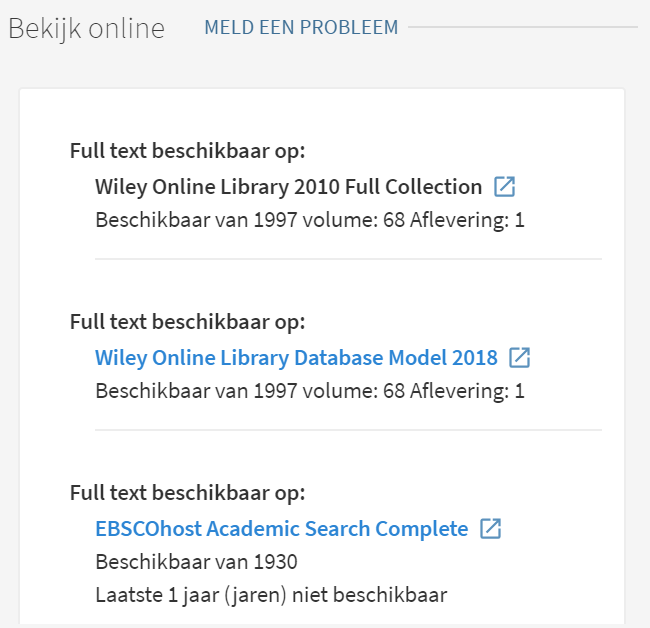 Bekijk online MELD EEN PROBLEEM
Full text beschikbaar op:
Wiley Online Library 2010 Full Collection
Beschikbaar van 1997 volume: 68 Aflevering: 1
Full text beschikbaar op:
Wiley Online Library Database Model 2018
Beschikbaar van 1997 volume: 68 Aflevering: 1
Full text beschikbaar op:
EBSCOhost Academic Search Complete
Beschikbaar van 1930
Laatste 1 jaar (jaren) niet beschikbaar